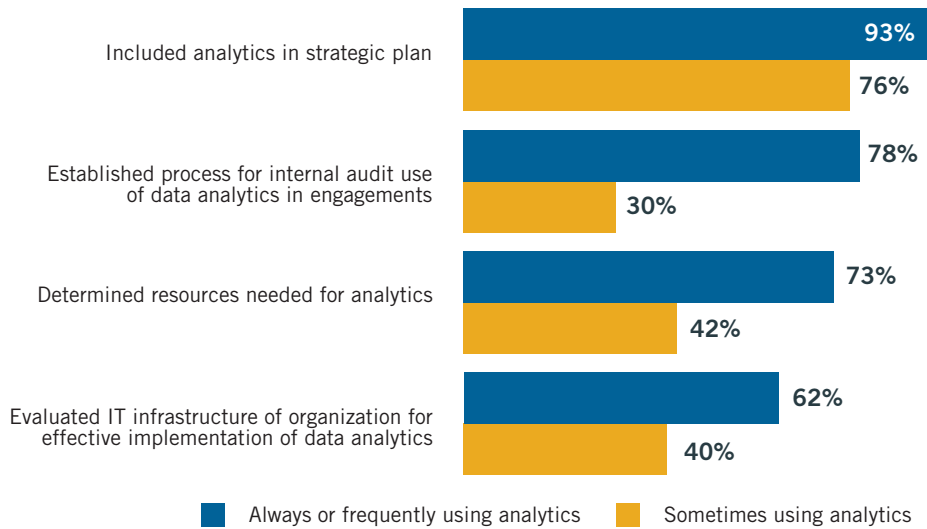 Included analytics in strategic plan
93%
76%
Established process for internal audit use
of data analytics in engagements
78%
30%
Determined resources needed for analytics
73%
42%
Evaluated IT infrastructure of organization for
effective implementation of data analytics
62%
40%
Always or frequently using analytics
Sometimes using analytics